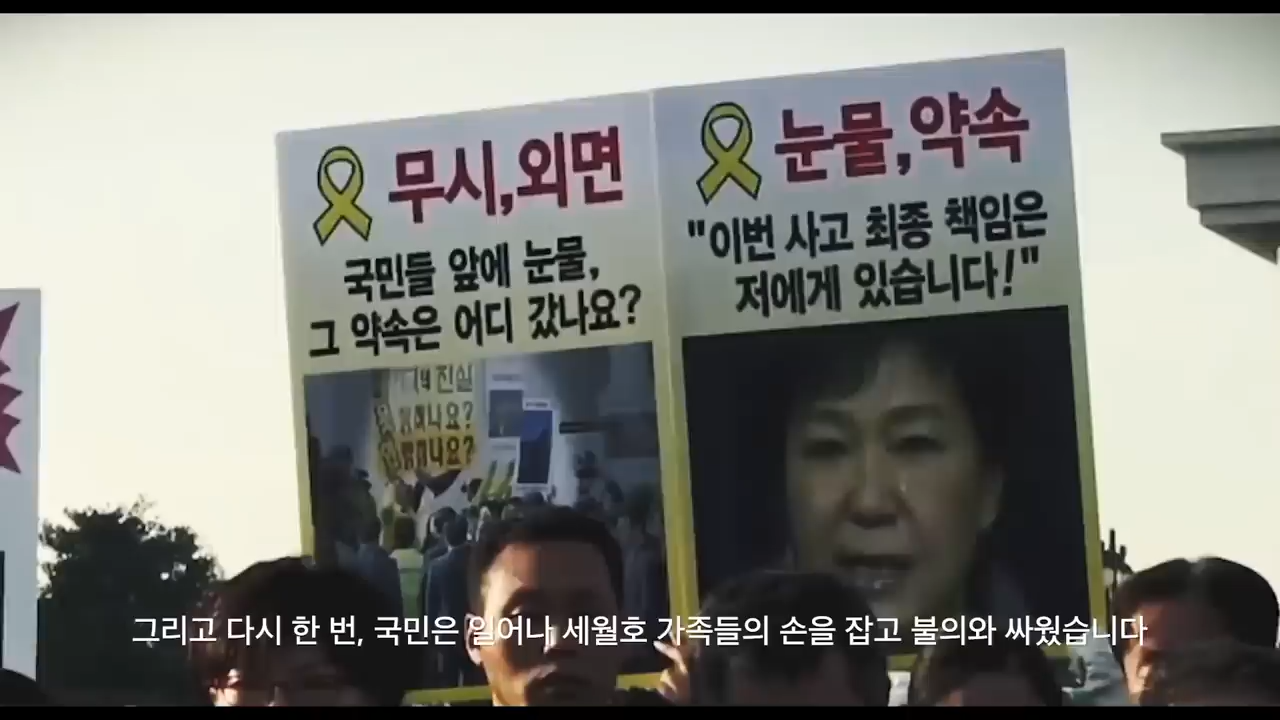 무시,외면
국민들 앞에 눈물,
그 약속은 어디 갔나요?
진실
눈물,약속
"이번 사고 최종 책임은
저에게 있습니다!"
그리고 다시 한 번, 국민은 일어나 세월호 가족들의 손을 잡고 불의와 싸웠습니다